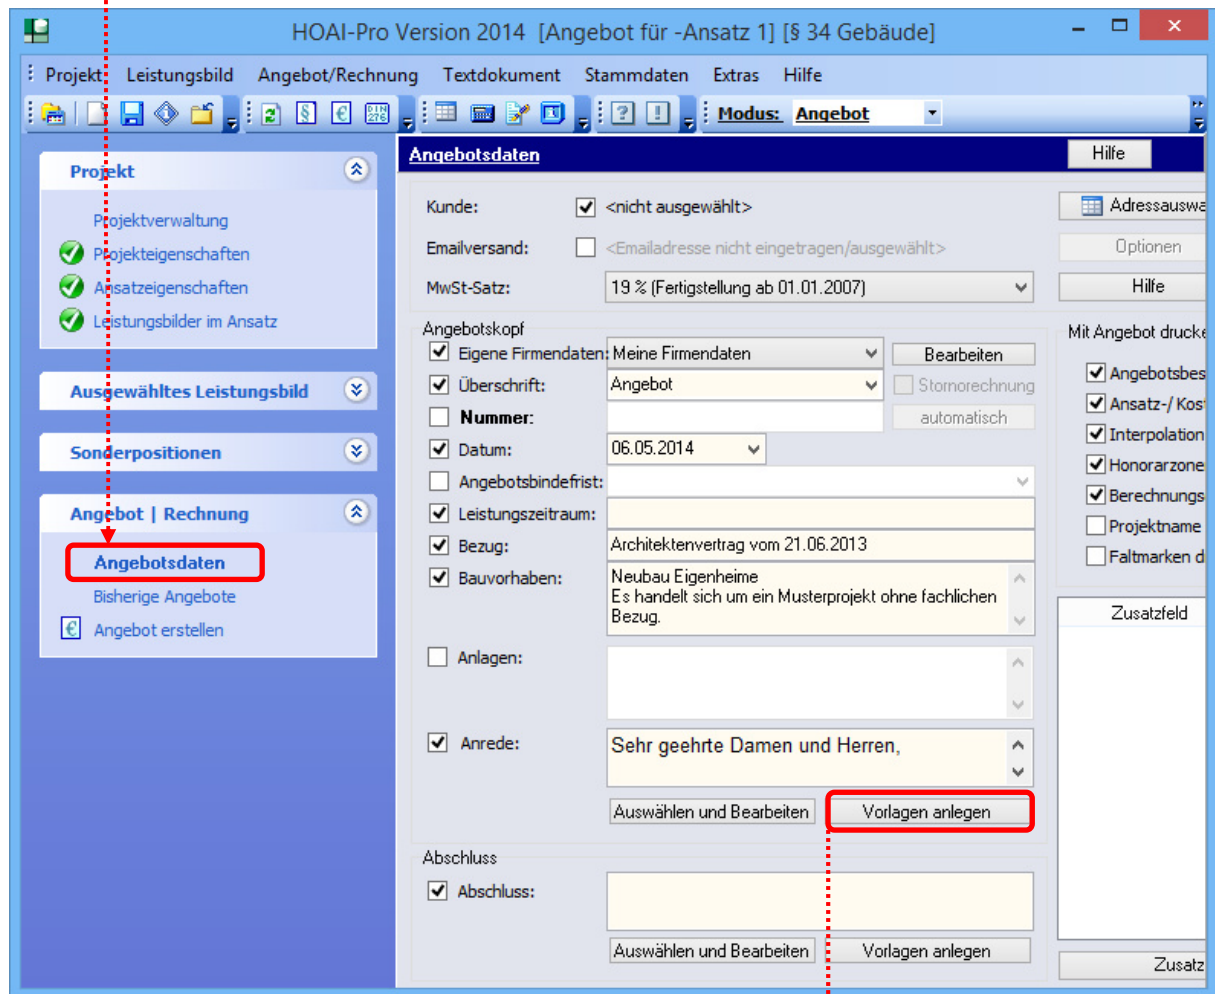 HOAI-Pro Version 2014 [Angebot für -Ansatz 1] [§ 34 Gebäude]
Projekt Leistungsbild Angebot/Rechnung Textdokument Stammdaten Extras Hilfe
Modus: Angebot
Projekt
Projektverwaltung
Projekteigenschaften
Ansatzeigenschaften
Leistungsbilder im Ansatz
Ausgewähltes Leistungsbild
Sonderpositionen
Angebot | Rechnung
Angebotsdaten
Bisherige Angebote
€ Angebot erstellen
Angebotsdaten Hilfe
Kunde: <nicht ausgewählt>
Emailversand: <Emailadresse nicht eingetragen/ausgewählt>
MwSt-Satz: 19 % (Fertigstellung ab 01.01.2007)
Angebotskopf
Eigene Firmendaten: Meine Firmendaten Bearbeiten
Überschrift: Angebot Stornorechnung
Nummer: automatisch
Datum: 06.05.2014
Angebotsbindefrist:
Leistungszeitraum:
Bezug: Architektenvertrag vom 21.06.2013
Bauvorhaben: Neubau Eigenheime
Es handelt sich um ein Musterprojekt ohne fachlichen
Bezug.
Anlagen:
Anrede: Sehr geehrte Damen und Herren,
Auswählen und Bearbeiten Vorlagen anlegen
Abschluss
Abschluss:
Auswählen und Bearbeiten Vorlagen anlegen
Adressauswa
Optionen
Hilfe
Mit Angebot drucke
Angebotsbes
Ansatz-/ Kos
Interpolation
Honorarzone
Berechnungs
Projektname
Faltmarken d
Zusatzfeld
Zusatz